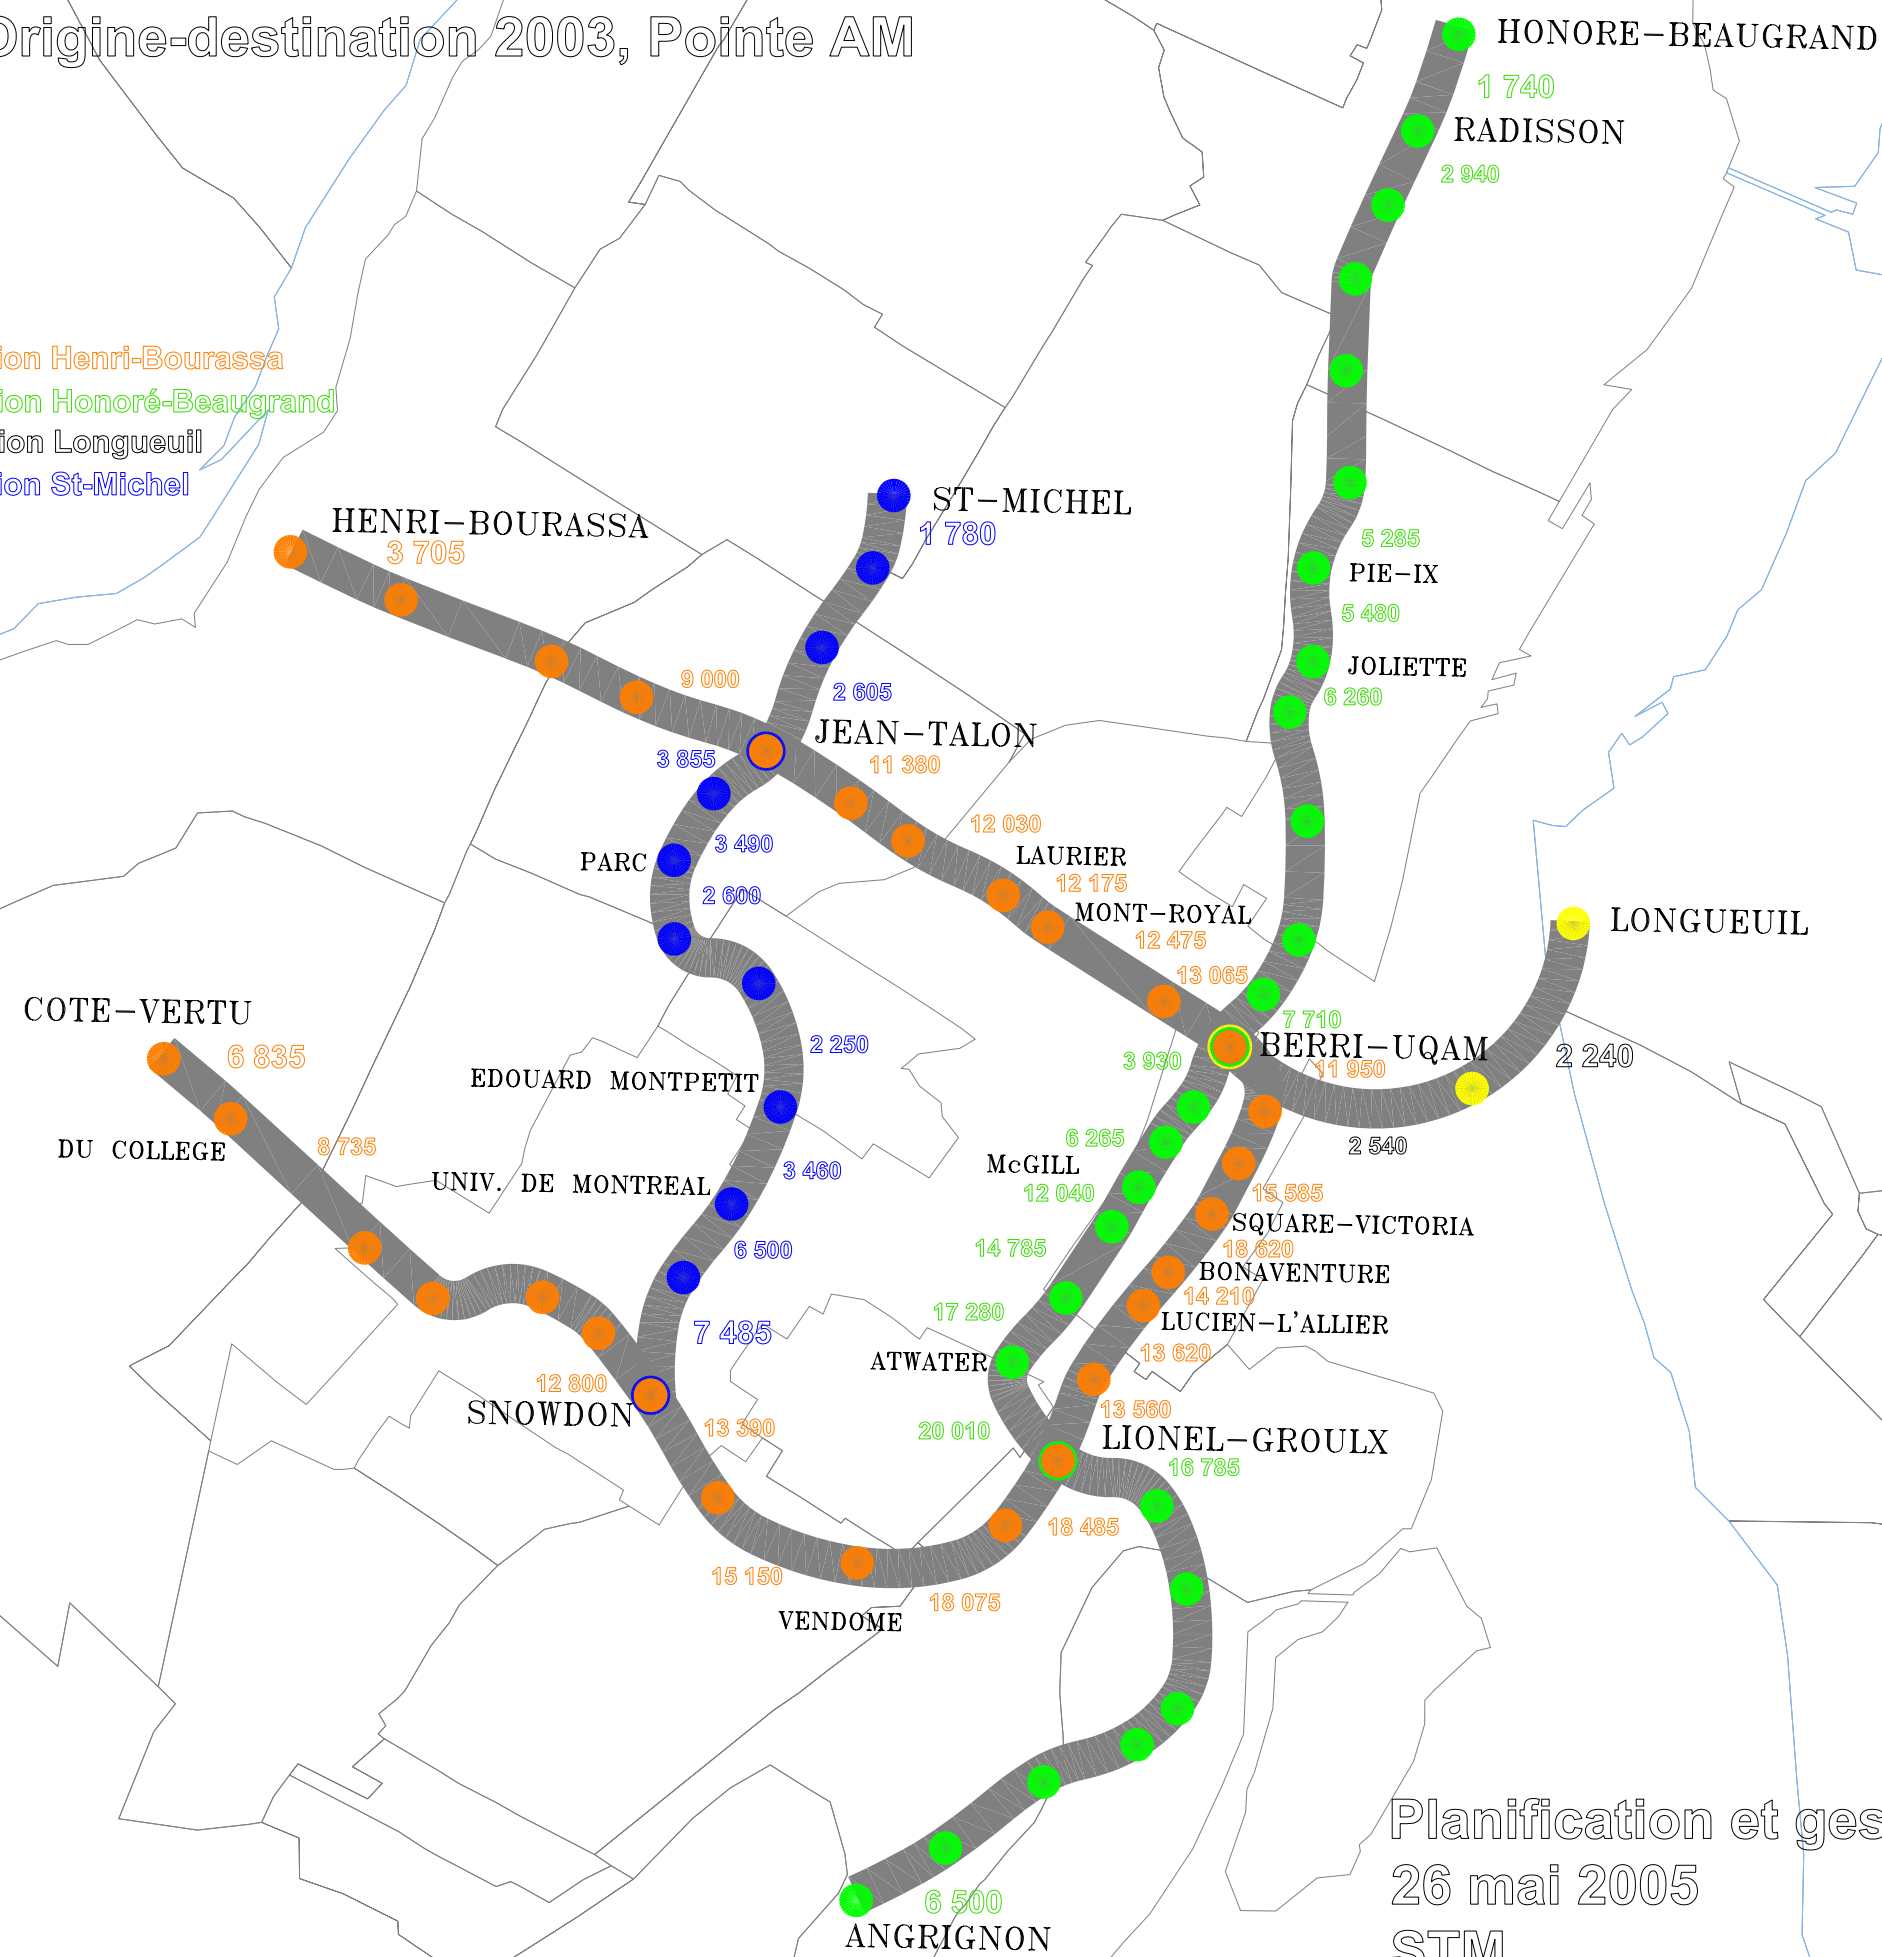 Origine-destination 2003, Pointe AM
HONORE-BEAUGRAND
1 740
RADISSON
2 940
ion Henri-Bourassa
ion Honoré-Beaugrand
ion Longueuil
ion St-Michel
HENRI-BOURASSA
3 705
ST-MICHEL
1 780
5 285
PIE-IX
5 480
JOLIETTE
6 260
9 000
2 605
JEAN-TALON
3 855
11 380
12 030
3 490
PARC
LAURIER
12 175
2 600
MONT-ROYAL
12 475
LONGUEUIL
13 065
COTE-VERTU
6 835
7 710
BERRI-UQAM
2 250
3 930
11 950
2 240
EDOUARD MONTPETIT
DU COLLEGE
8 735
6 265
2 540
McGILL
3 460
UNIV. DE MONTREAL
12 040
15 585
SQUARE-VICTORIA
6 500
14 785
18 620
BONAVENTURE
14 210
17 280
LUCIEN-L'ALLIER
7 485
13 620
ATWATER
12 800
SNOWDON
13 390
13 560
20 010
LIONEL-GROULX
16 785
18 485
15 150
18 075
VENDOME
6 500
ANGRIGNON
Planification et ges
26 mai 2005
STM